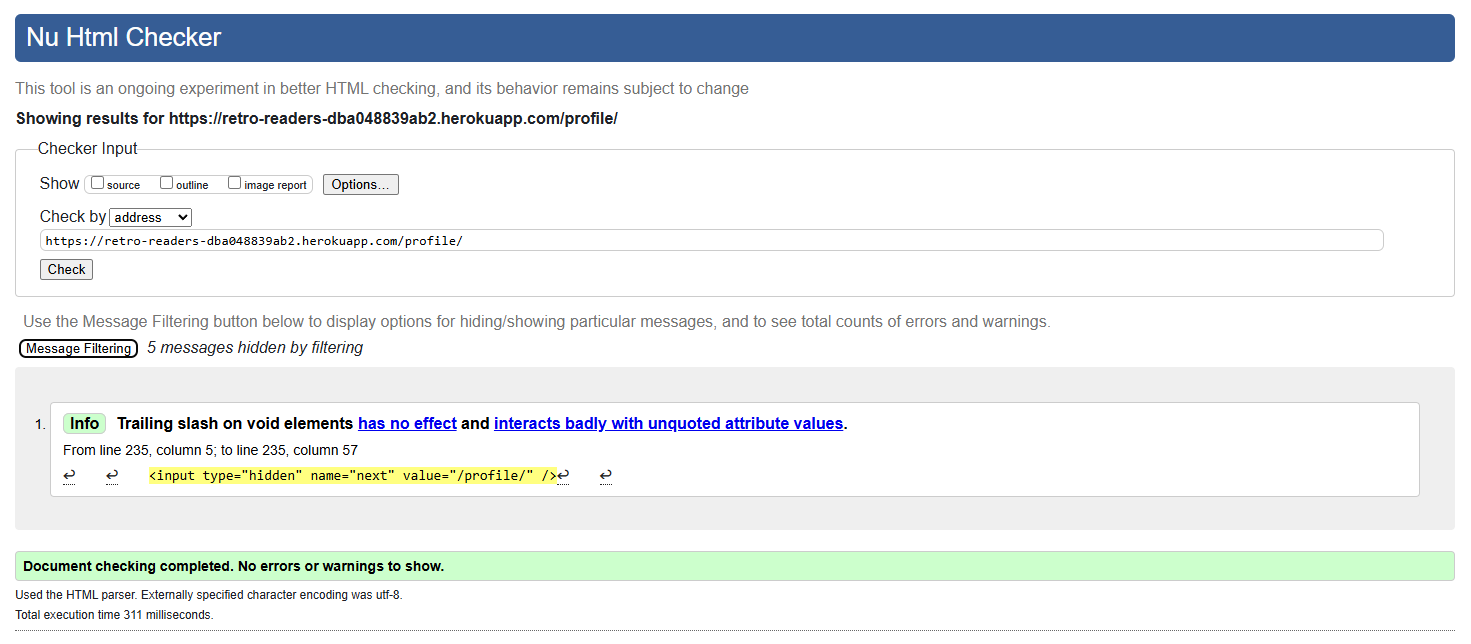 Nu Html Checker
This tool is an ongoing experiment in better HTML checking, and its behavior remains subject to change
Showing results for https://retro-readers-dba048839ab2.herokuapp.com/profile/
Checker Input
Show source outline image report Options...
Check by address
https://retro-readers-dba048839ab2.herokuapp.com/profile/
Check
Use the Message Filtering button below to display options for hiding/showing particular messages, and to see total counts of errors and warnings.
Message Filtering 5 messages hidden by filtering
1. Info Trailing slash on void elements has no effect and interacts badly with unquoted attribute values.
From line 235, column 5; to line 235, column 57
↩ ↩ <input type="hidden" name="next" value="/profile/" />↩ ↩
Document checking completed. No errors or warnings to show.
Used the HTML parser. Externally specified character encoding was utf-8.
Total execution time 311 milliseconds.